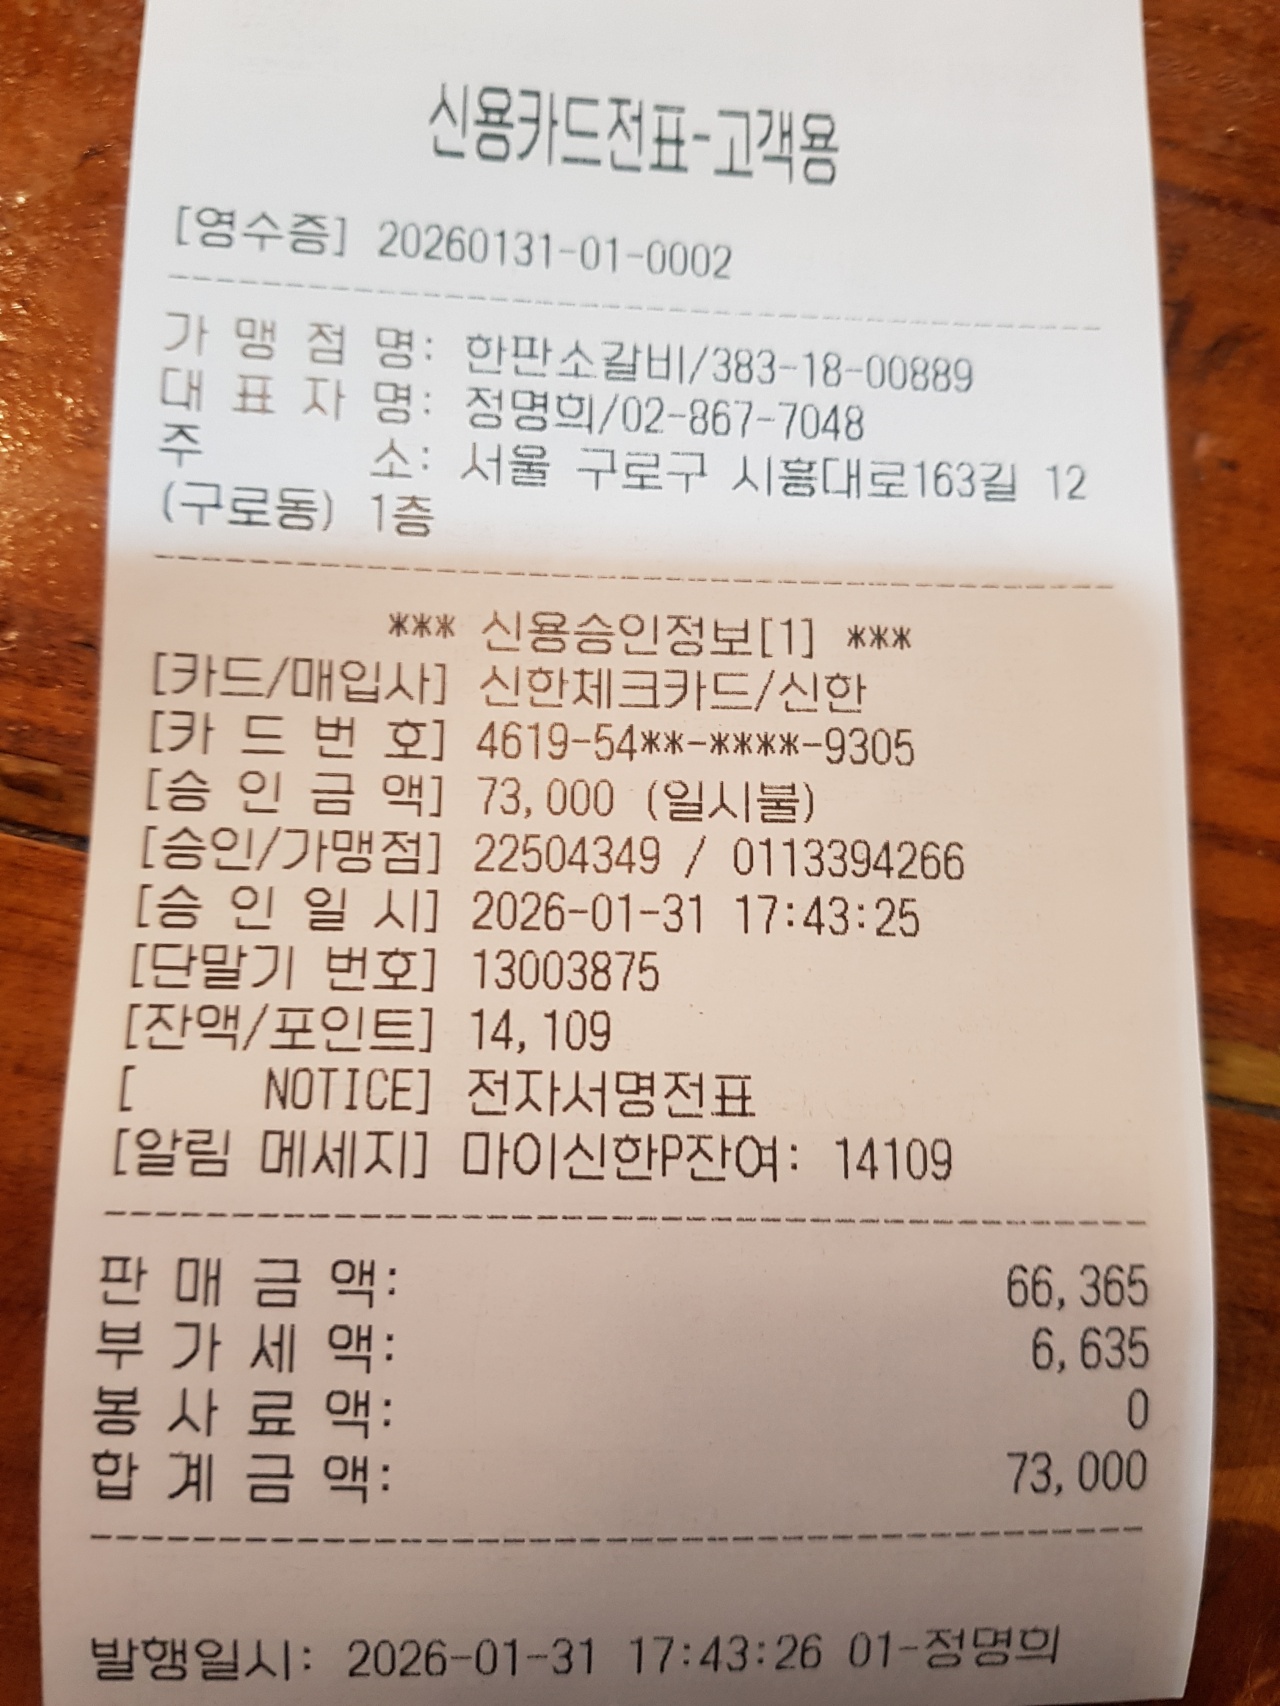 신용카드전표-고객용
[영수증] 20260131-01-0002
가 맹 점 명: 한판소갈비/383-18-00889
대 표 자 명: 정명희/02-867-7048
주 소: 서울 구로구 시흥대로163길 12
(구로동) 1층
*** 신용승인정보[1] ***
[카드/매입사] 신한체크카드/신한
[카 드 번 호] 4619-54**-****-9305
[승 인 금 액] 73,000 (일시불)
[승인/가맹점] 22504349 / 0113394266
[승 인 일 시] 2026-01-31 17:43:25
[단말기 번호] 13003875
[잔액/포인트] 14,109
[ NOTICE] 전자서명전표
[알림 메세지] 마이신한P잔여: 14109
판 매 금 액: 66,365
부 가 세 액: 6,635
봉 사 료 액: 0
합 계 금 액: 73,000
발행일시: 2026-01-31 17:43:26 01-정명희